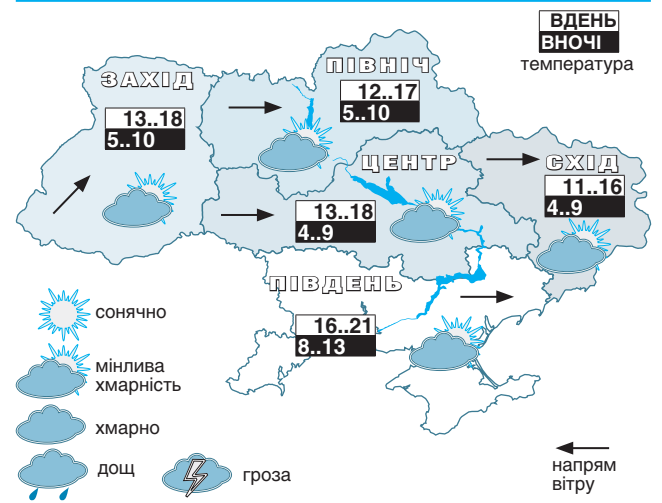 ВДЕНЬ
ВНОЧІ
температура
ЗАХІД
13..18
5..10
ПІВНІЧ
12..17
5..10
ЦЕНТР
13..18
4..9
СХІД
11..16
4..9
ПІВДЕНЬ
16..21
8..13
сонячно
мінлива
хмарність
хмарно
дощ
гроза
напрям
вітру